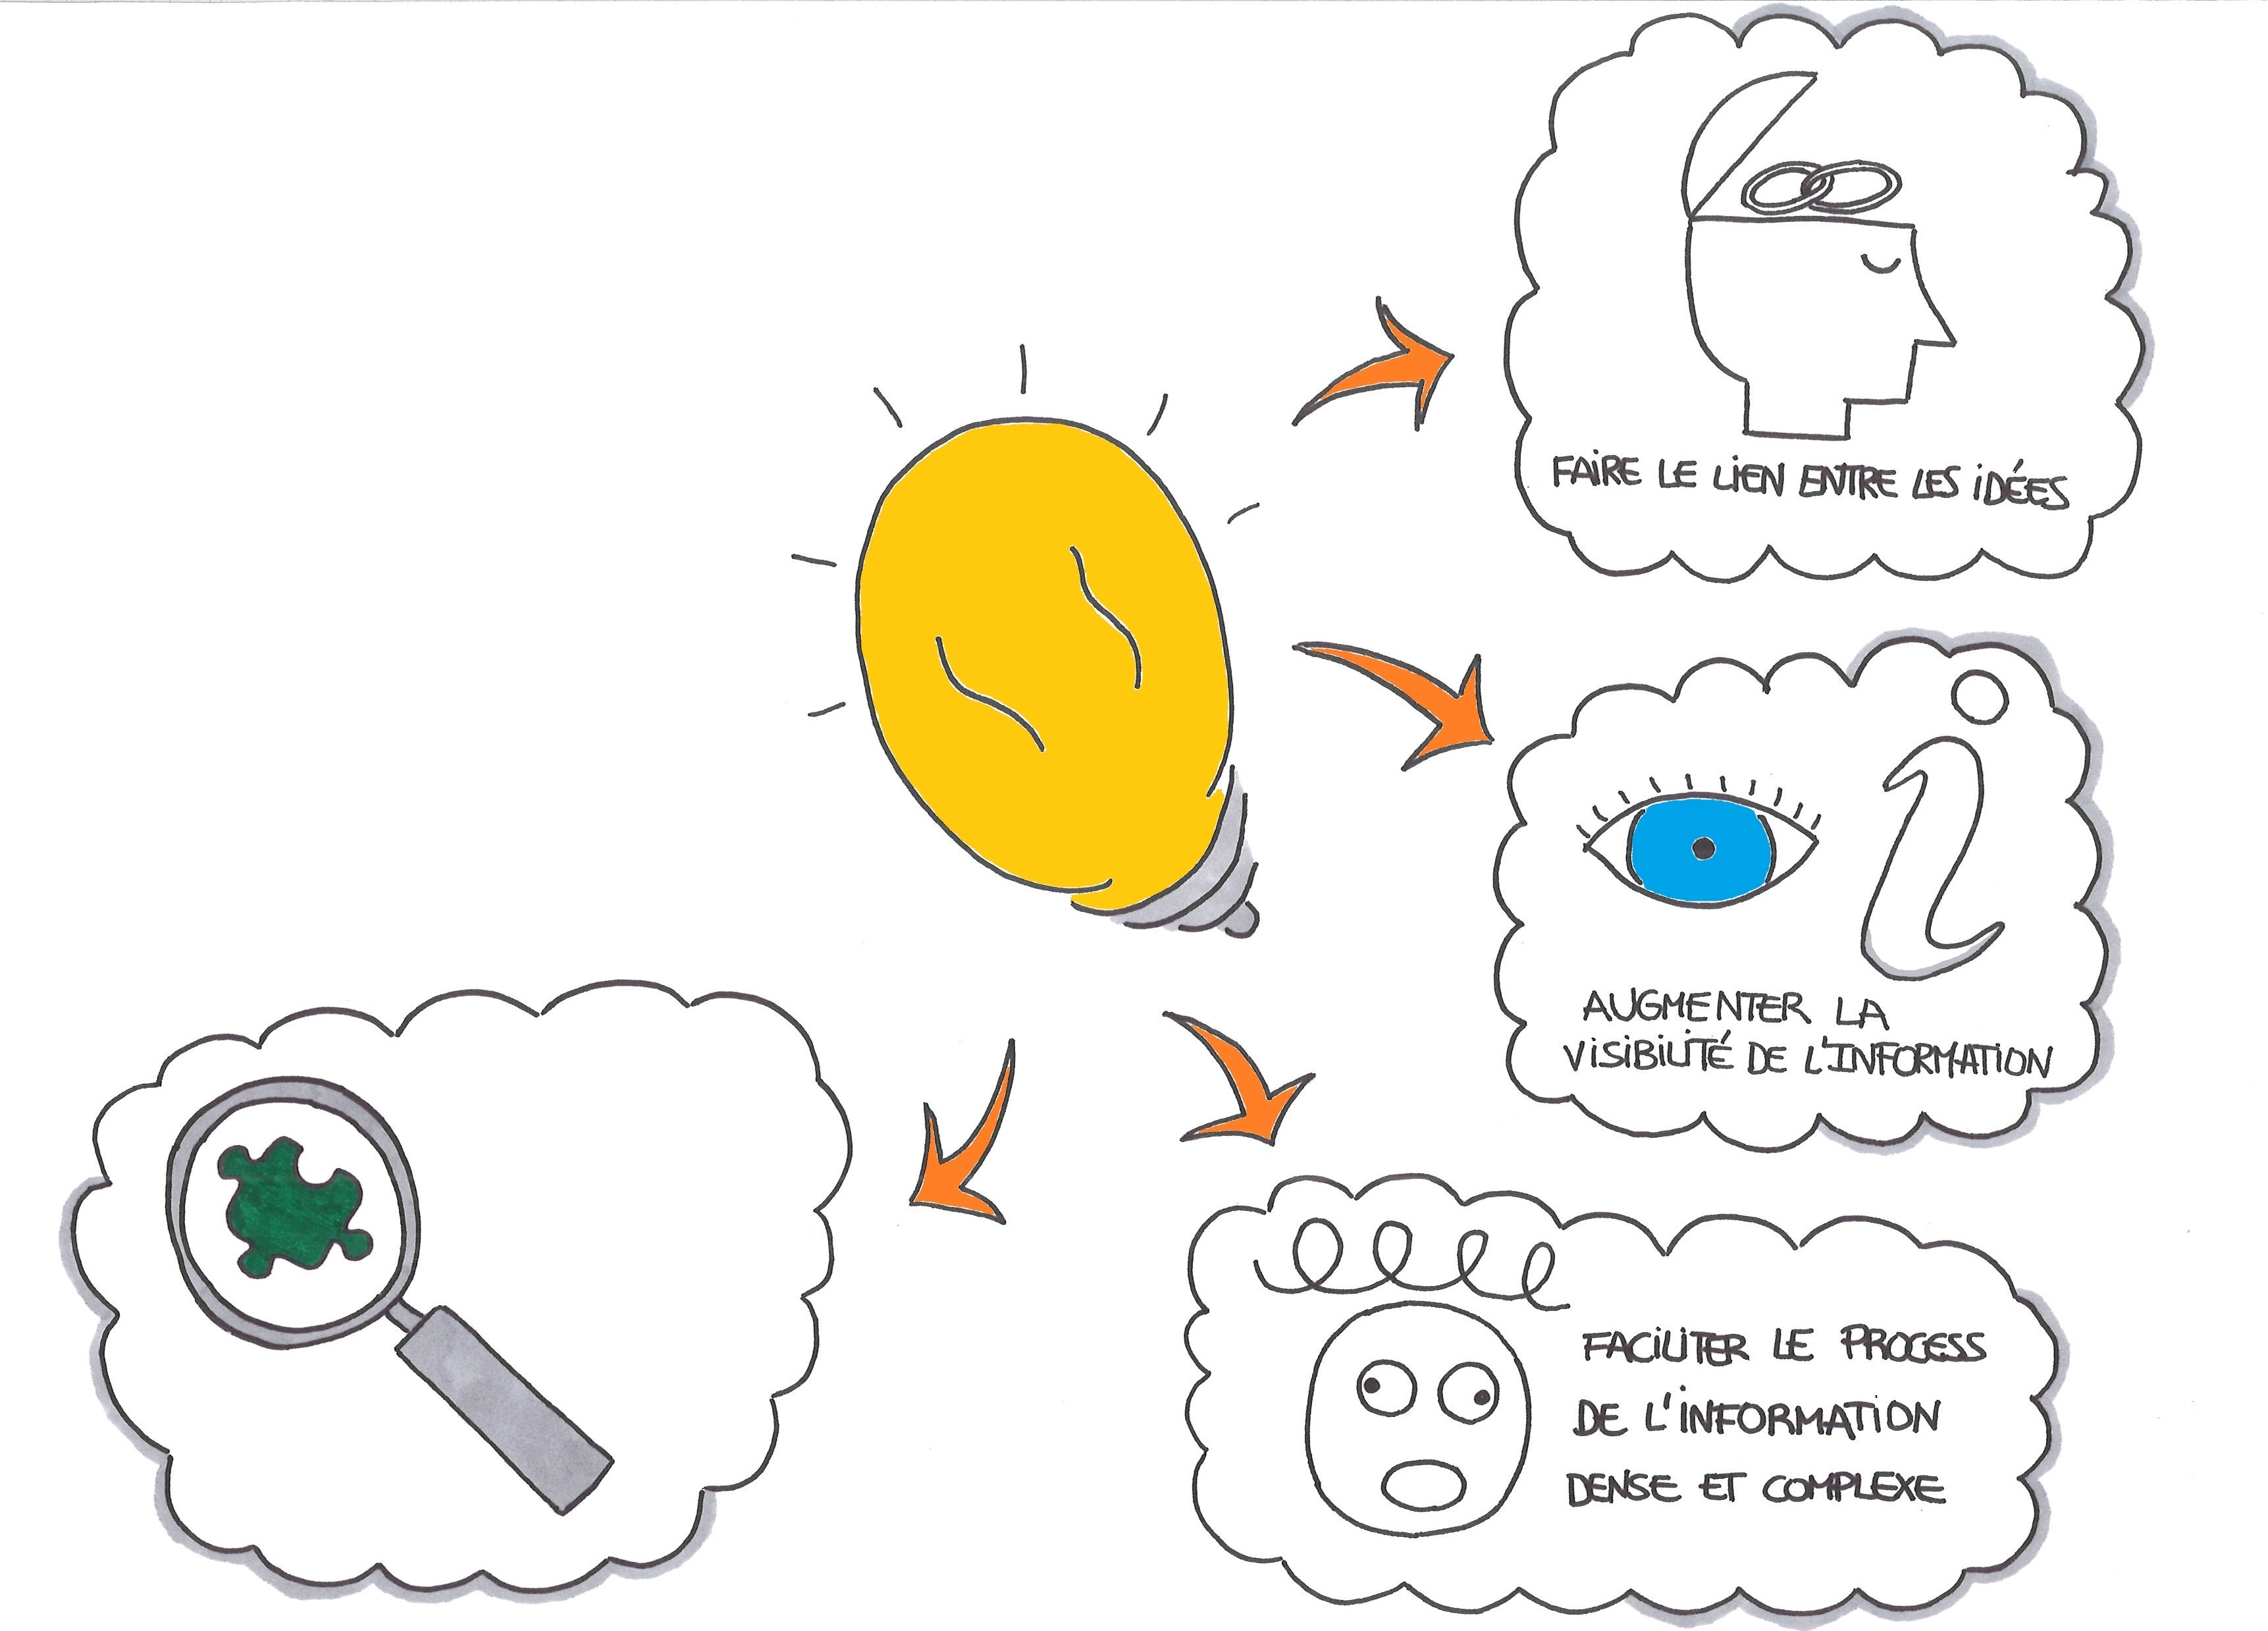 FAIRE LE LIEN ENTRE LES IDÉES
AUGMENTER LA
VISIBILITÉ DE L'INFORMATION
FACILITER LE PROCESS
DE L'INFORMATION
DENSE ET COMPLEXE